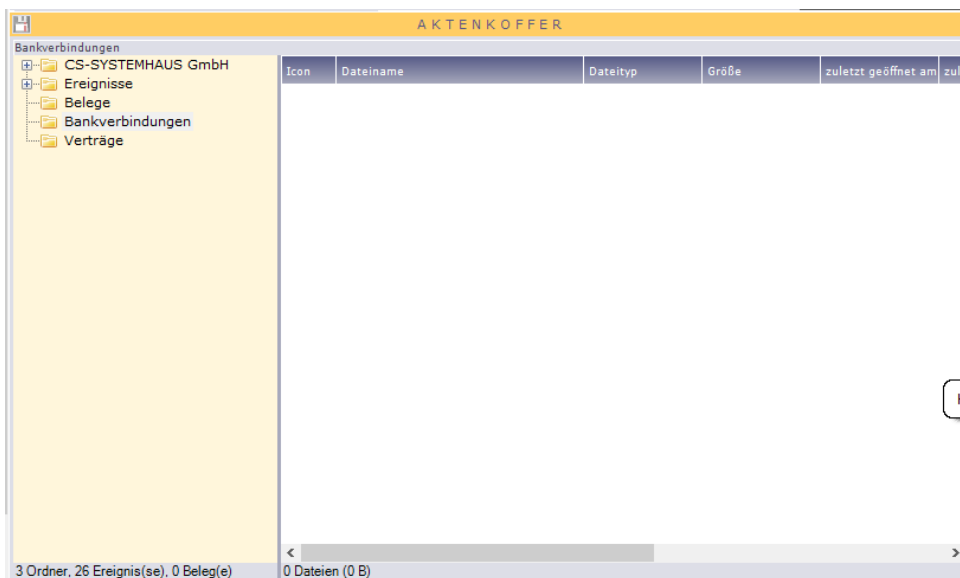 AKTENKOFFER
Bankverbindungen
CS-SYSTEMHAUS GmbH
Ereignisse
Belege
Bankverbindungen
Verträge
Icon Dateiname Dateityp Größe zuletzt geöffnet am
3 Ordner, 26 Ereignis(se), 0 Beleg(e)
0 Dateien (0 B)